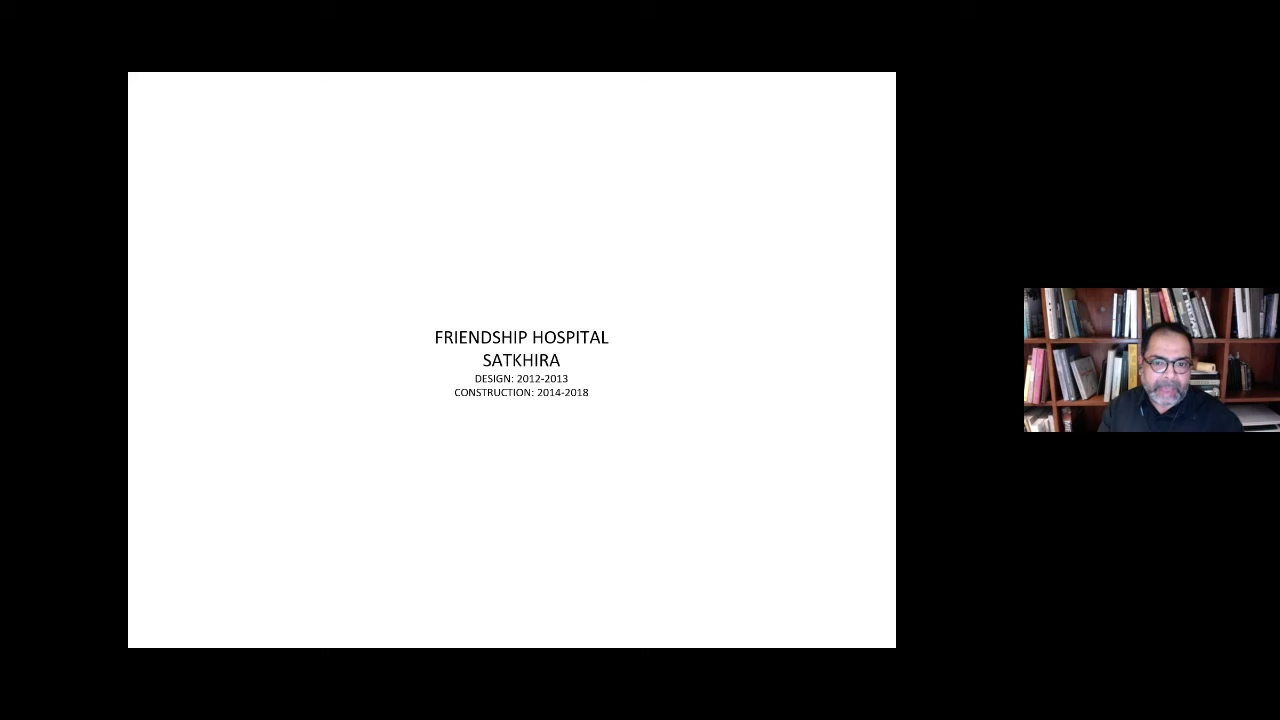 FRIENDSHIP HOSPITAL
SATKHIRA
DESIGN: 2012-2013
CONSTRUCTION: 2014-2018